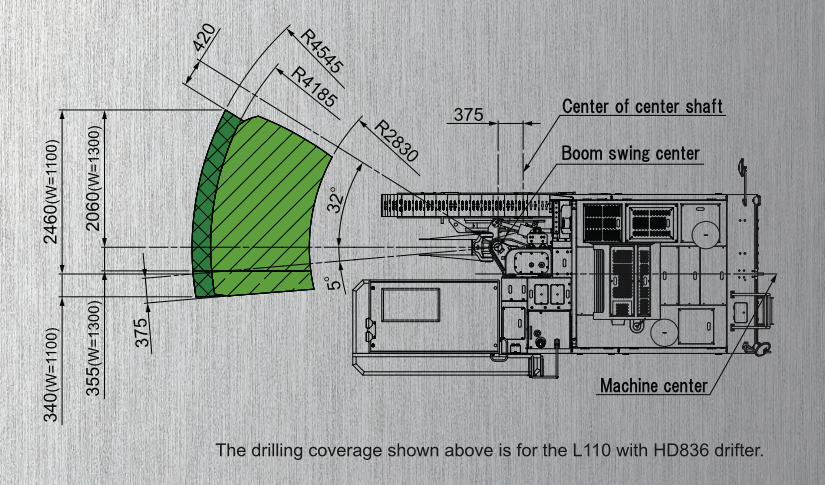 420
R4545
R4185
R2830
375
Center of center shaft
Boom swing center
2460(W=1100)
2060(W=1300)
32°
5°
375
340(W=1100)
355(W=1300)
Machine center
The drilling coverage shown above is for the L110 with HD836 drifter.